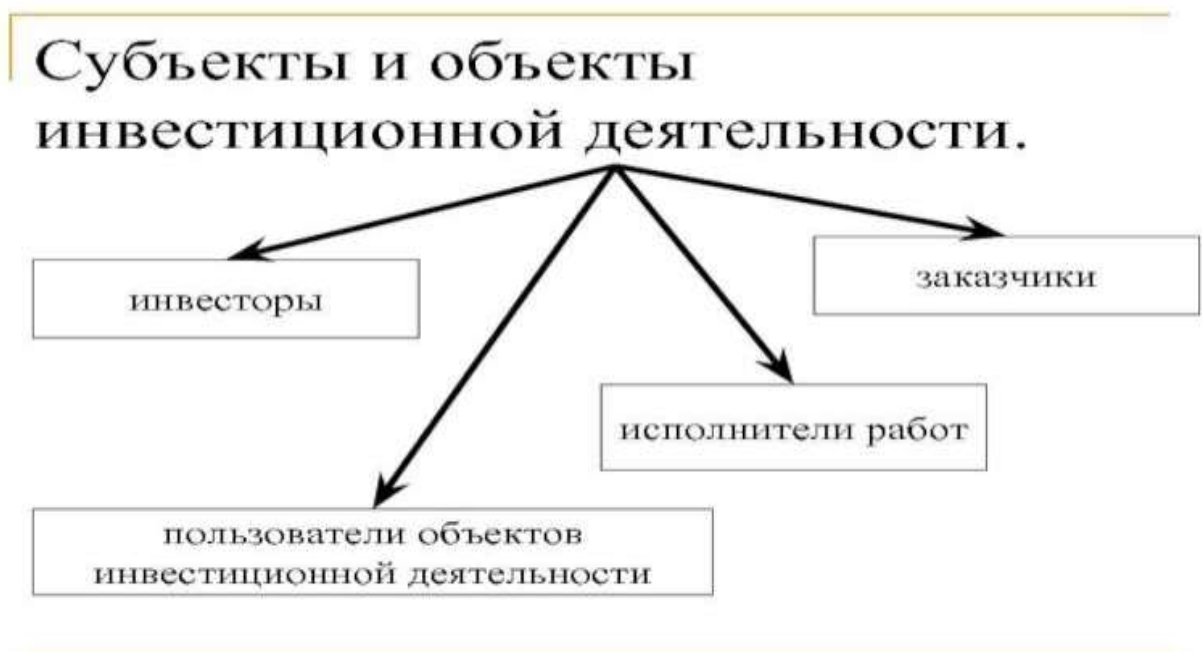 Субъекты и объекты
инвестиционной деятельности.
инвесторы
заказчики
исполнители работ
пользователи объектов
инвестиционной деятельности